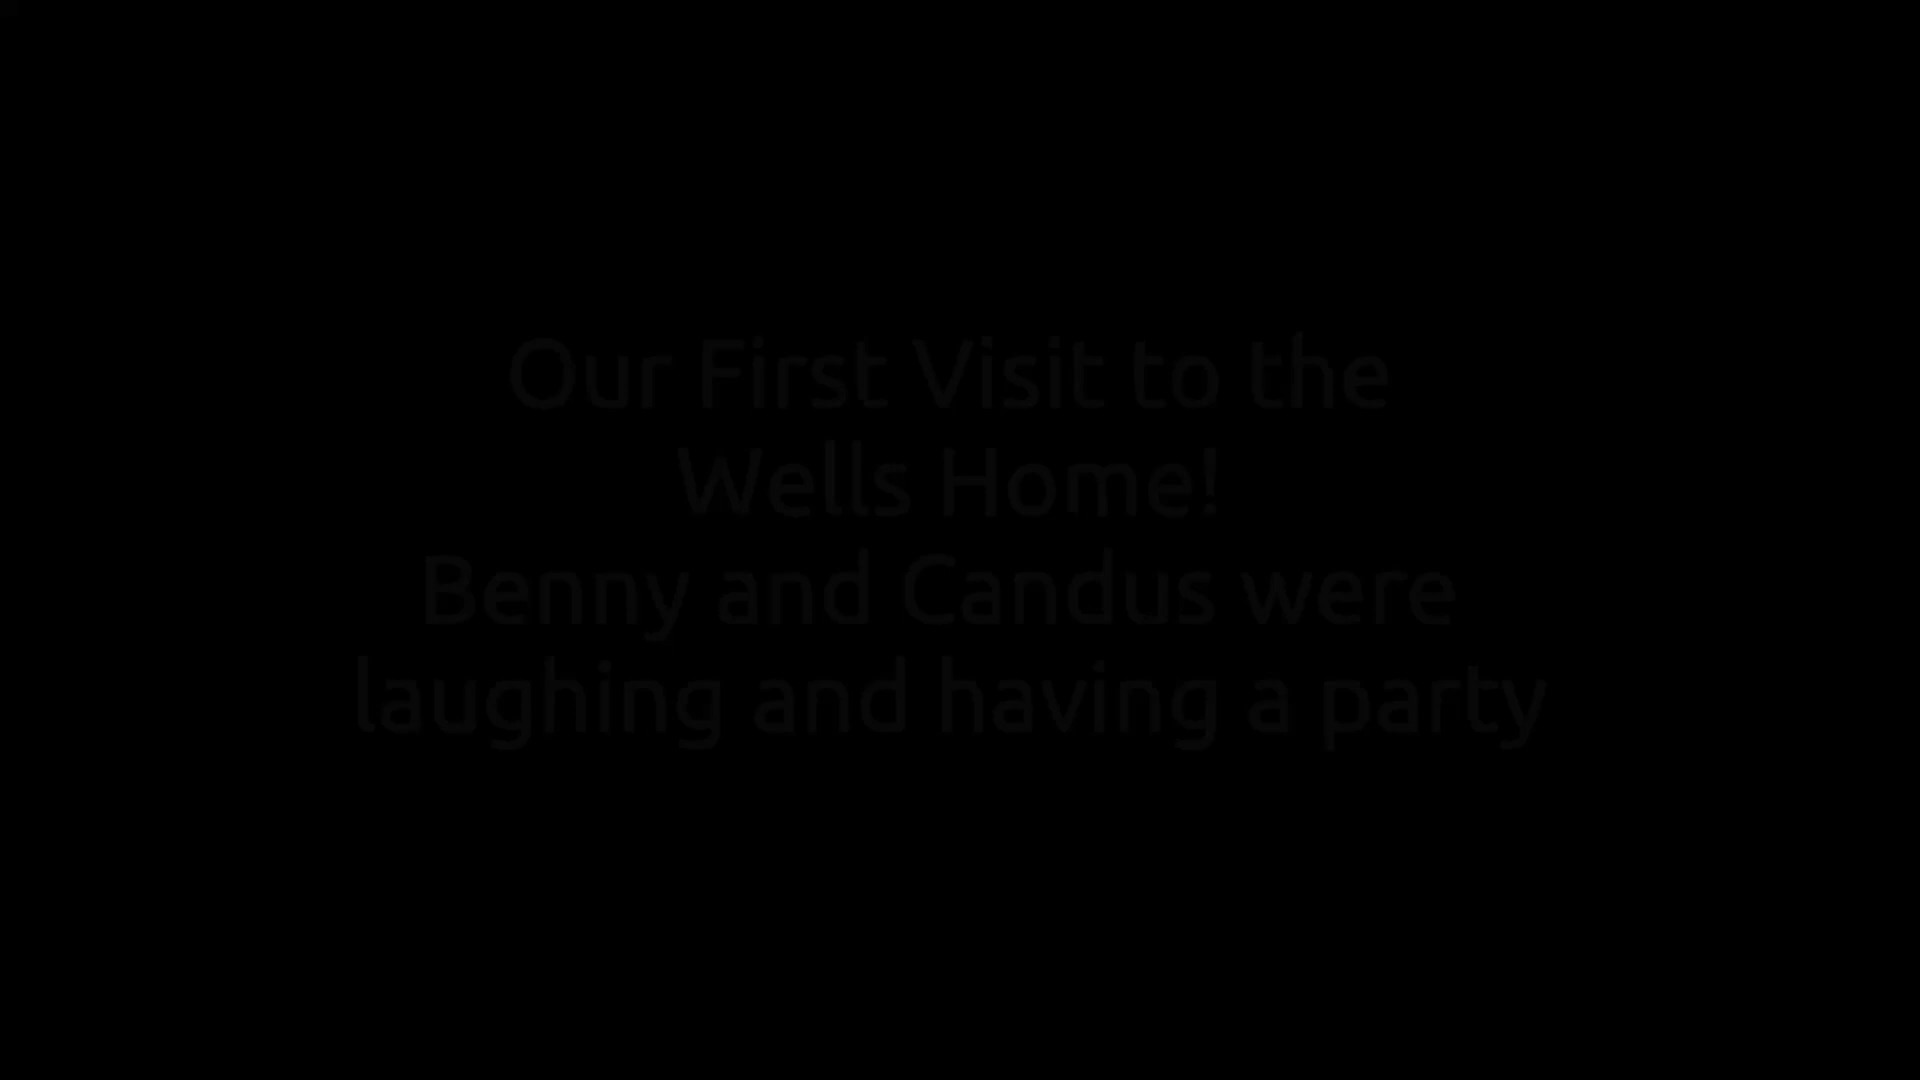 Our First Visit to the
Wells Home!
Benny and Candus were
laughing and having a party